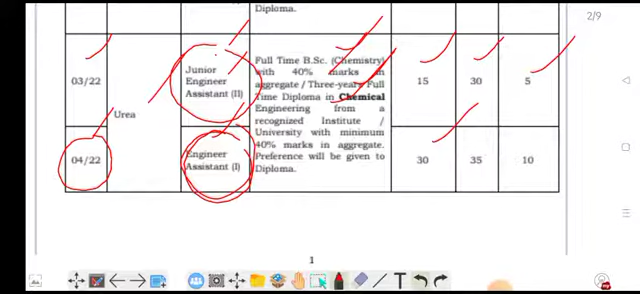 Diploma.
2/9
03/22
Urea
Junior
Engineer
Assistant (II)
Full Time B.Sc. (Chemistry)
with 40% marks in
aggregate / Three-years Full
Time Diploma in Chemical
Engineering from a
recognized Institute /
University with minimum
40% marks in aggregate.
Preference will be given to
Diploma.
15
30
5
04/22
Engineer
Assistant (I)
30
35
10
1
T